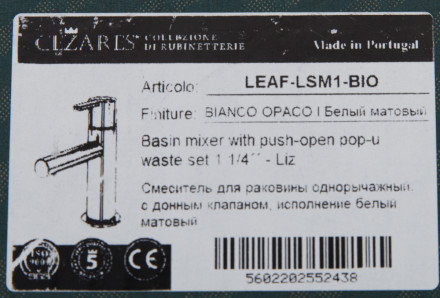 CEZARES COLLEZIONE
DI RUBINETTERIE
Made in Portugal
Articolo: LEAF-LSM1-BIO
Finiture: BIANCO OPACO | Белый матовый
Basin mixer with push-open pop-u
waste set 1 1/4´´ - Liz
Смеситель для раковины однорычажный,
с донным клапаном, исполнение белый
матовый
ISO
9001
5
CE
5602202552438